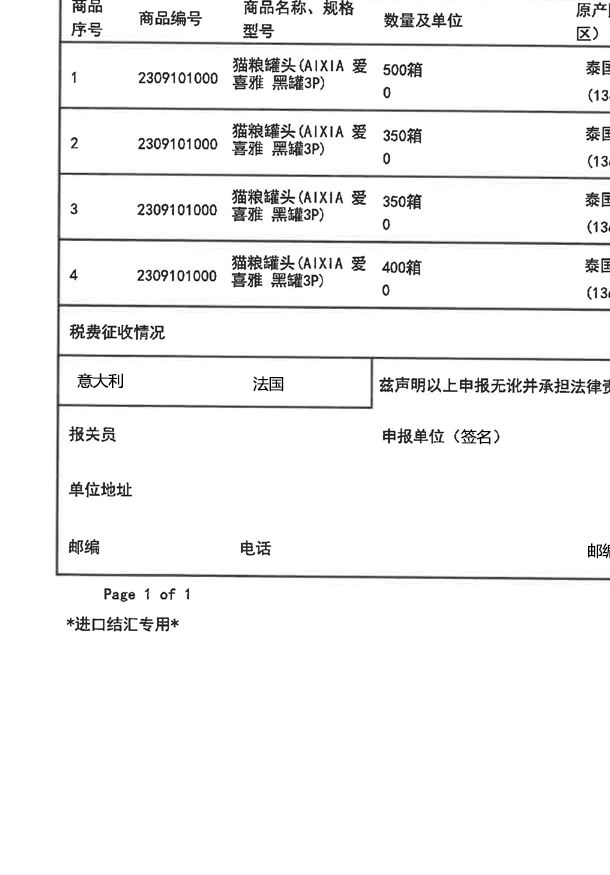 商品 商品编号 商品名称、规格 数量及单位 原产
序号 型号 区）
1 2309101000 猫粮罐头(AIXIA 爱 500箱 泰国
喜雅 黑罐3P) 0 (13
2 2309101000 猫粮罐头(AIXIA 爱 350箱 泰国
喜雅 黑罐3P) 0 (13
3 2309101000 猫粮罐头(AIXIA 爱 350箱 泰国
喜雅 黑罐3P) 0 (13
4 2309101000 猫粮罐头(AIXIA 爱 400箱 泰国
喜雅 黑罐3P) 0 (13
税费征收情况
意大利 法国 兹声明以上申报无讹并承担法律责
报关员 申报单位（签名）
单位地址
邮编 电话 邮编
Page 1 of 1
*进口结汇专用*